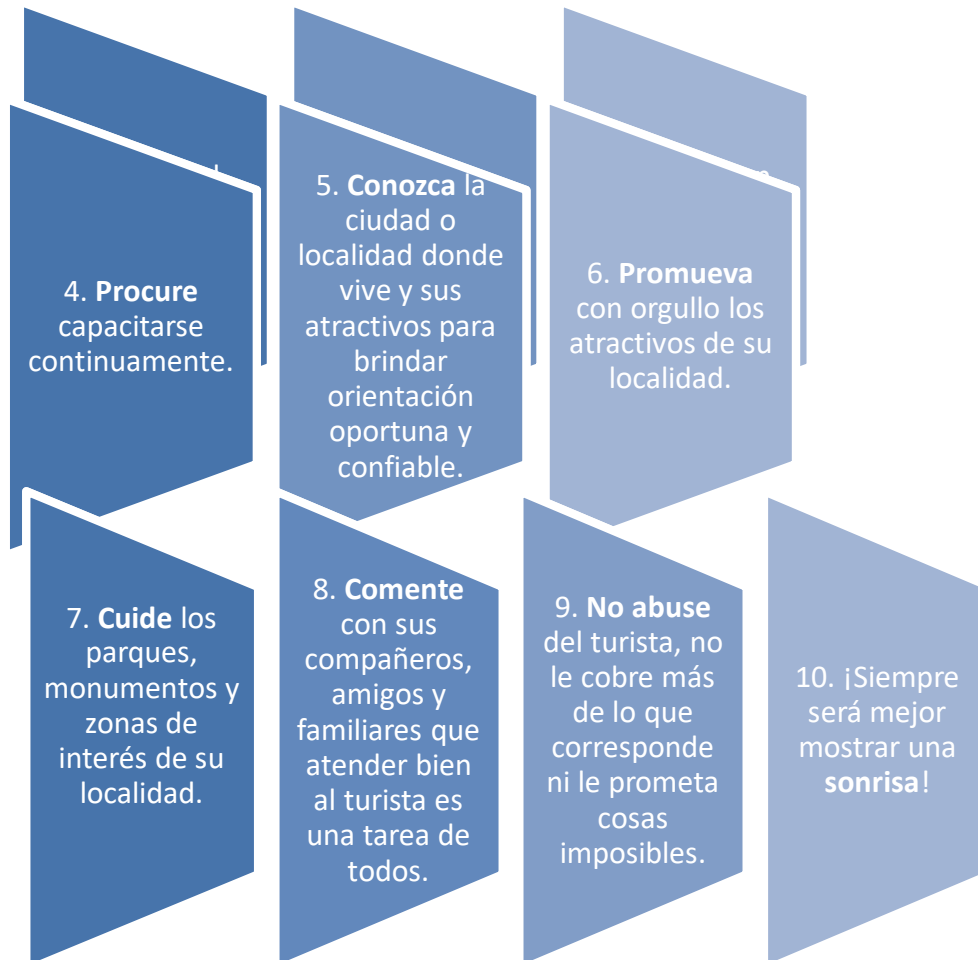 4. Procure
capacitarse
continuamente.
5. Conozca la
ciudad o
localidad donde
vive y sus
atractivos para
brindar
orientación
oportuna y
confiable.
6. Promueva
con orgullo los
atractivos de su
localidad.
7. Cuide los
parques,
monumentos y
zonas de
interés de su
localidad.
8. Comente
con sus
compañeros,
amigos y
familiares que
atender bien
al turista es
una tarea de
todos.
9. No abuse
del turista, no
le cobre más
de lo que
corresponde
ni le prometa
cosas
imposibles.
10. ¡Siempre
será mejor
mostrar una
sonrisa!